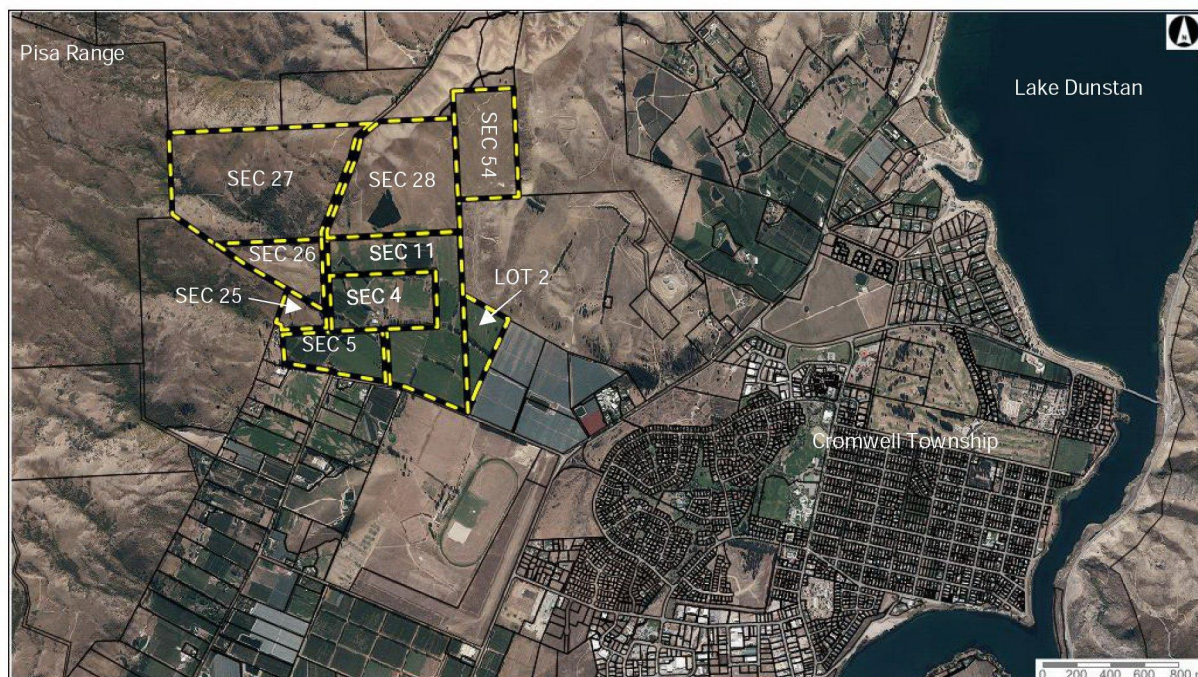 Pisa Range
N
Lake Dunstan
SEC 54
SEC 27
SEC 28
SEC 26
SEC 11
LOT 2
SEC 25
SEC 4
SEC 5
Cromwell Township
0 200 400 600 800 m